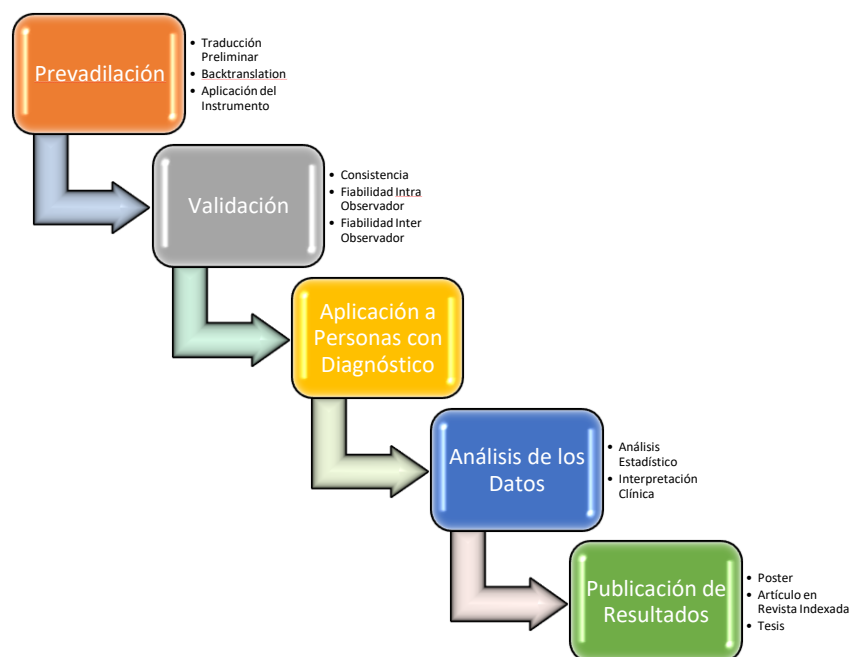 Prevadilación
• Traducción
Preliminar
• Backtranslation
• Aplicación del
Instrumento
Validación
• Consistencia
• Fiabilidad Intra
Observador
• Fiabilidad Inter
Observador
Aplicación a
Personas con
Diagnóstico
Análisis de los
Datos
• Análisis
Estadístico
• Interpretación
Clínica
Publicación de
Resultados
• Poster
• Artículo en
Revista Indexada
• Tesis